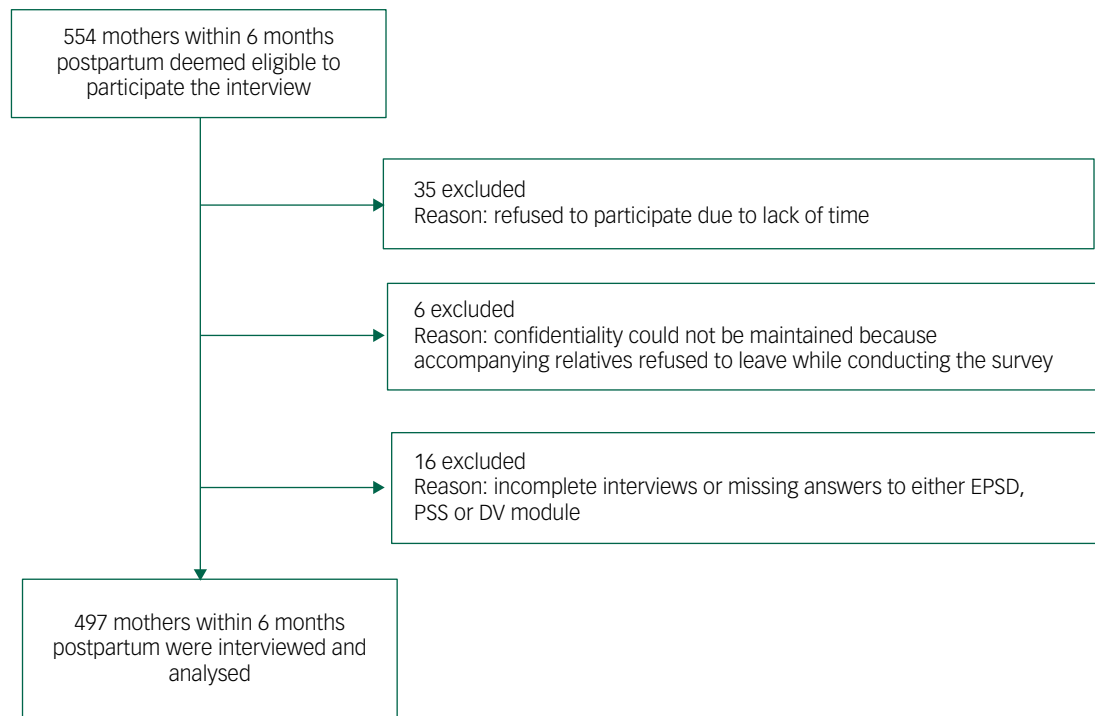 554 mothers within 6 months
postpartum deemed eligible to
participate the interview
35 excluded
Reason: refused to participate due to lack of time
6 excluded
Reason: confidentiality could not be maintained because
accompanying relatives refused to leave while conducting the survey
16 excluded
Reason: incomplete interviews or missing answers to either EPSD,
PSS or DV module
497 mothers within 6 months
postpartum were interviewed and
analysed